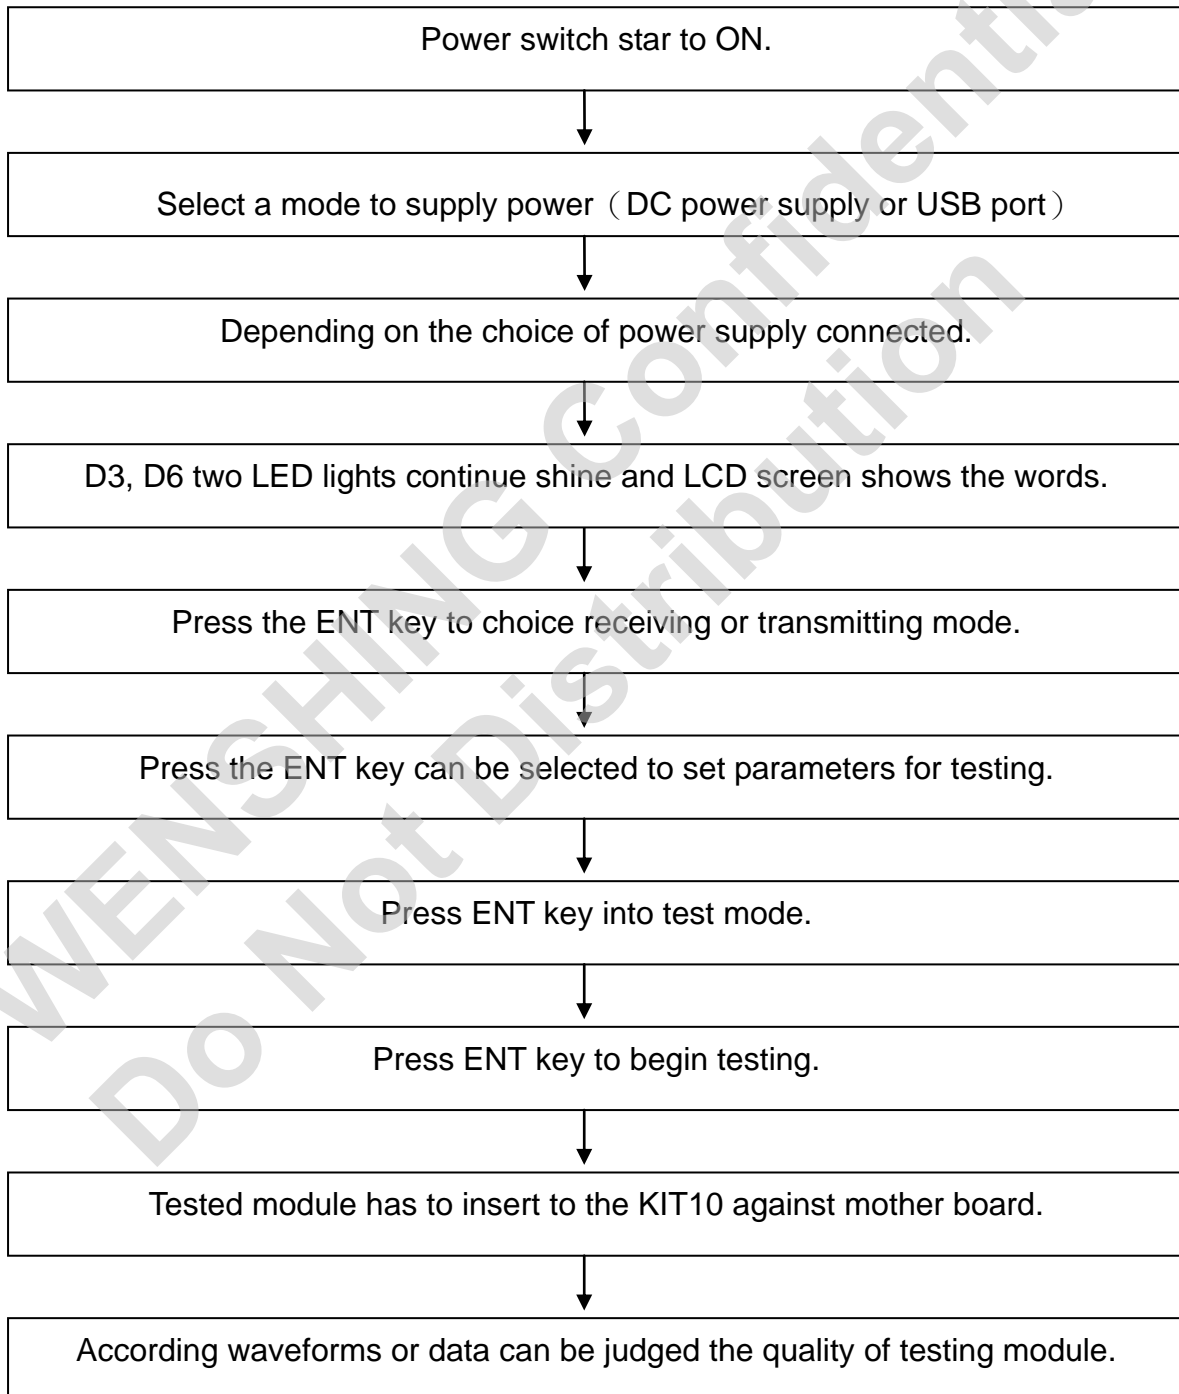 Power switch star to ON.
Select a mode to supply power（DC power supply or USB port）
Depending on the choice of power supply connected.
D3, D6 two LED lights continue shine and LCD screen shows the words.
Press the ENT key to choice receiving or transmitting mode.
Press the ENT key can be selected to set parameters for testing.
Press ENT key into test mode.
Press ENT key to begin testing.
Tested module has to insert to the KIT10 against mother board.
According waveforms or data can be judged the quality of testing module.
WENSHING Confidentia
Do Not Distribution